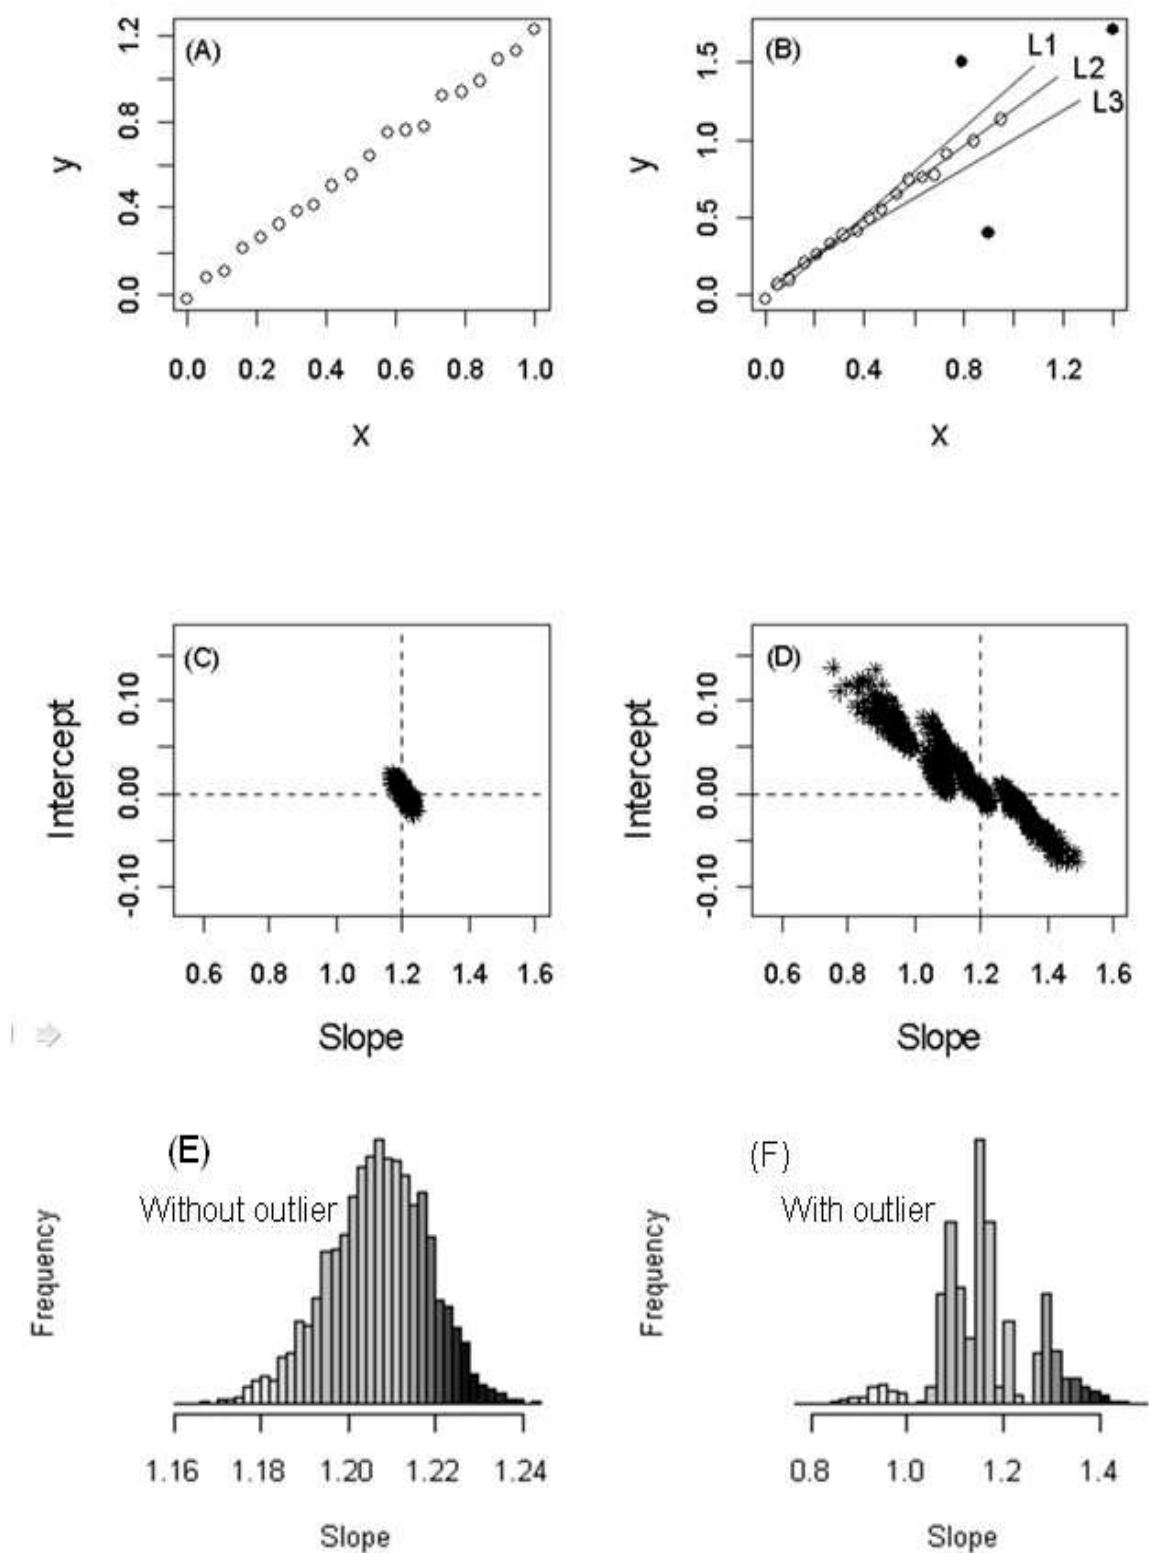 (A)
y
0.0 0.4 0.8 1.2
0.0 0.2 0.4 0.6 0.8 1.0
X
(B)
L1
L2
L3
y
0.0 0.5 1.0 1.5
0.0 0.4 0.8 1.2
X
(C)
Intercept
-0.10 0.00 0.10
0.6 0.8 1.0 1.2 1.4 1.6
Slope
(D)
Intercept
-0.10 0.00 0.10
0.6 0.8 1.0 1.2 1.4 1.6
Slope
(E)
Without outlier
Frequency
1.16 1.18 1.20 1.22 1.24
Slope
(F)
With outlier
Frequency
0.8 1.0 1.2 1.4
Slope